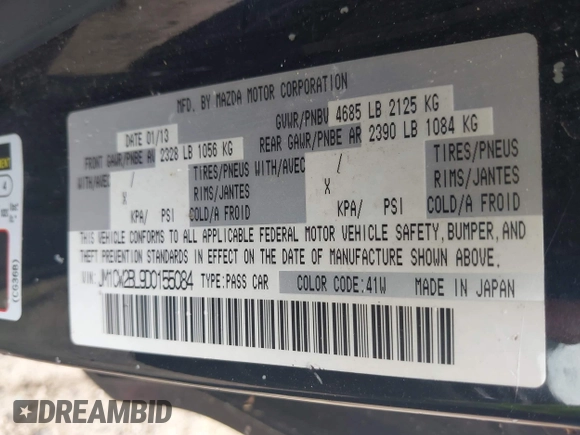 MFD. BY MAZDA MOTOR CORPORATION
DATE 01/13
GVWR/PNBV 4685 LB 2125 KG
FRONT GAWR/PNBE AV 2328 LB 1056 KG
REAR GAWR/PNBE AR 2390 LB 1084 KG
WITH/AVEC / TIRES/PNEUS WITH/AVEC / TIRES/PNEUS
X RIMS/JANTES X RIMS/JANTES
KPA/ PSI COLD/A FROID KPA/ PSI COLD/A FROID
THIS VEHICLE CONFORMS TO ALL APPLICABLE FEDERAL MOTOR VEHICLE SAFETY, BUMPER, AND
THEFT PREVENTION STANDARDS IN EFFECT ON THE DATE OF MANUFACTURE SHOWN ABOVE.
VIN: JM1CW2BL9D0155084 TYPE:PASS CAR COLOR CODE:41W MADE IN JAPAN
4
(CG36B)
DREAMBID